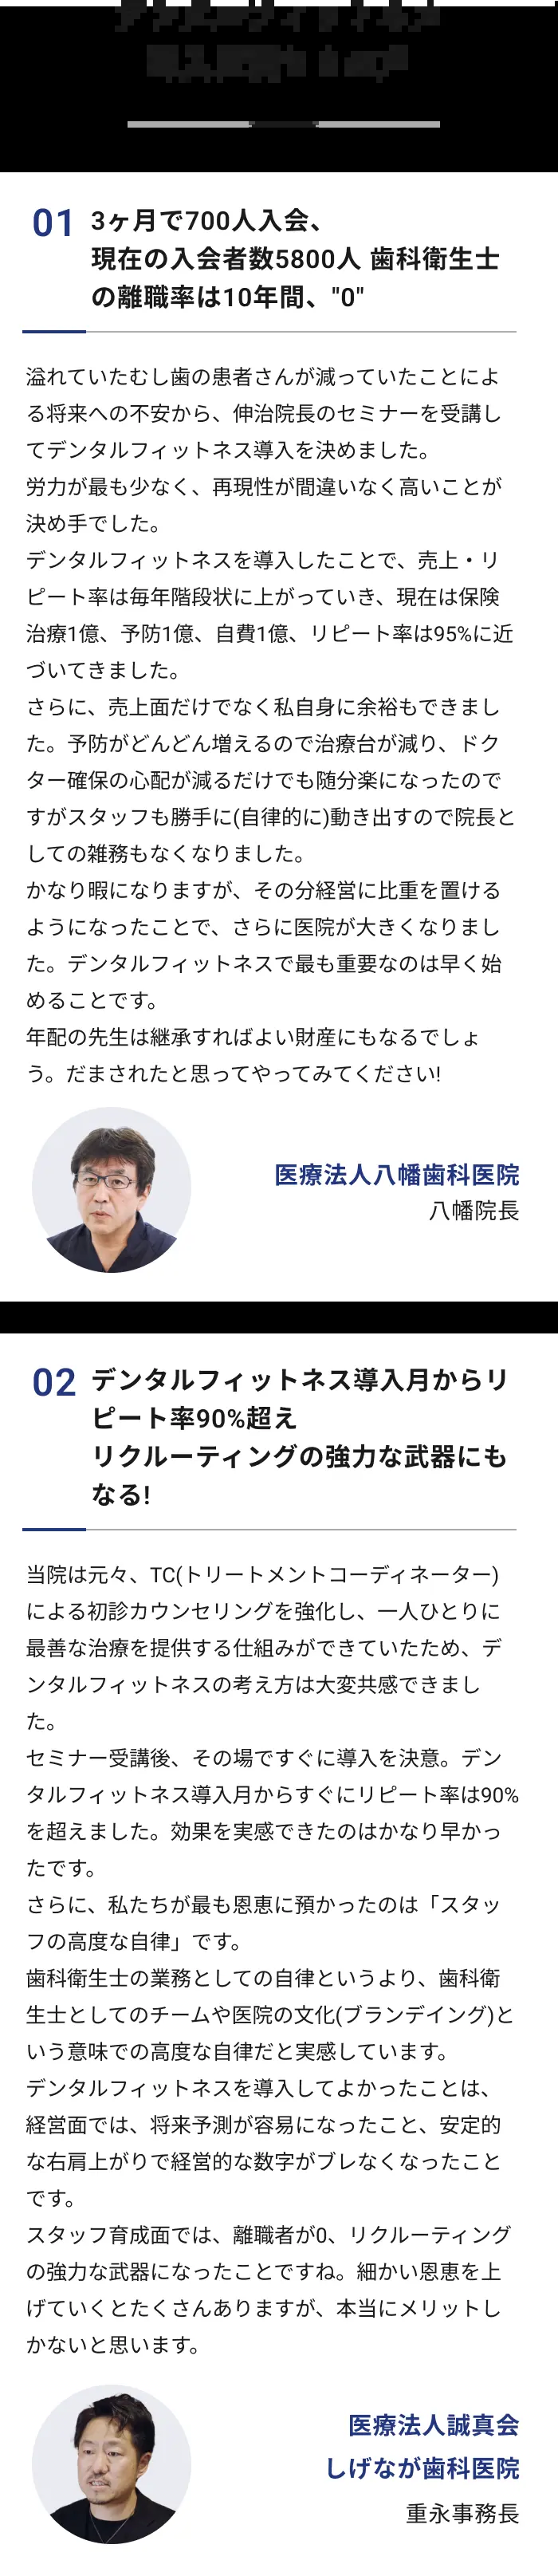 01
3ヶ月で700人入会、
現在の入会者数5800人 歯科衛生士
の離職率は10年間、"0"
溢れていたむし歯の患者さんが減っていたことによ
る将来への不安から、伸治院長のセミナーを受講し
てデンタルフィットネス導入を決めました。
労力が最も少なく、再現性が間違いなく高いことが
決め手でした。
デンタルフィットネスを導入したことで、売上・リ
ピート率は毎年階段状に上がっていき、現在は保険
治療1億、予防1億、自費1億、リピート率は95%に近
づいてきました。
さらに、売上面だけでなく私自身に余裕もできまし
た。予防がどんどん増えるので治療台が減り、ドク
ター確保の心配が減るだけでも随分楽になったので
すがスタッフも勝手に(自律的に)動き出すので院長と
しての雑務もなくなりました。
かなり暇になりますが、その分経営に比重を置ける
ようになったことで、さらに医院が大きくなりまし
た。デンタルフィットネスで最も重要なのは早く始
めることです。
年配の先生は継承すればよい財産にもなるでしょ
う。だまされたと思ってやってみてください!
医療法人八幡歯科医院
八幡院長
02
デンタルフィットネス導入月からリ
ピート率90%超え
リクルーティングの強力な武器にも
なる!
当院は元々、TC(トリートメントコーディネーター)
による初診カウンセリングを強化し、一人ひとりに
最善な治療を提供する仕組みができていたため、デ
ンタルフィットネスの考え方は大変共感できまし
た。
セミナー受講後、その場ですぐに導入を決意。デン
タルフィットネス導入月からすぐにリピート率は90%
を超えました。効果を実感できたのはかなり早かっ
たです。
さらに、私たちが最も恩恵に預かったのは「スタッ
フの高度な自律」です。
歯科衛生士の業務としての自律というより、歯科衛
生士としてのチームや医院の文化(ブランデイング)と
いう意味での高度な自律だと実感しています。
デンタルフィットネスを導入してよかったことは、
経営面では、将来予測が容易になったこと、安定的
な右肩上がりで経営的な数字がブレなくなったこと
です。
スタッフ育成面では、離職者が0、リクルーティング
の強力な武器になったことですね。細かい恩恵を上
げていくとたくさんありますが、本当にメリットし
かないと思います。
医療法人誠真会
しげなが歯科医院
重永事務長